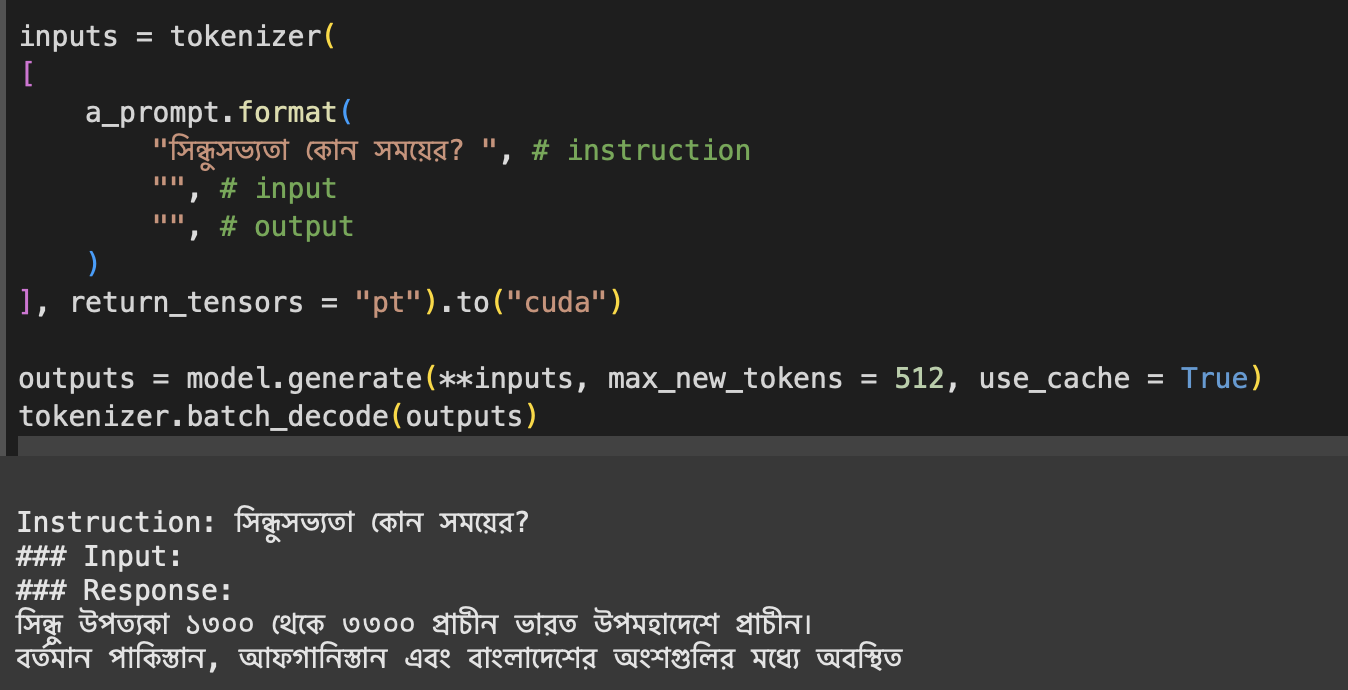 inputs = tokenizer(
[
    a_prompt.format(
        "সিন্ধুসভ্যতা কোন সময়ের? ", # instruction
        "", # input
        "", # output
    )
], return_tensors = "pt").to("cuda")
outputs = model.generate(**inputs, max_new_tokens = 512, use_cache = True)
tokenizer.batch_decode(outputs)
Instruction: সিন্ধুসভ্যতা কোন সময়ের?
### Input:
### Response:
সিন্ধু উপত্যকা ১৩০০ থেকে ৩৩০০ প্রাচীন ভারত উপমহাদেশে প্রাচীন।
বর্তমান পাকিস্তান, আফগানিস্তান এবং বাংলাদেশের অংশগুলির মধ্যে অবস্থিত